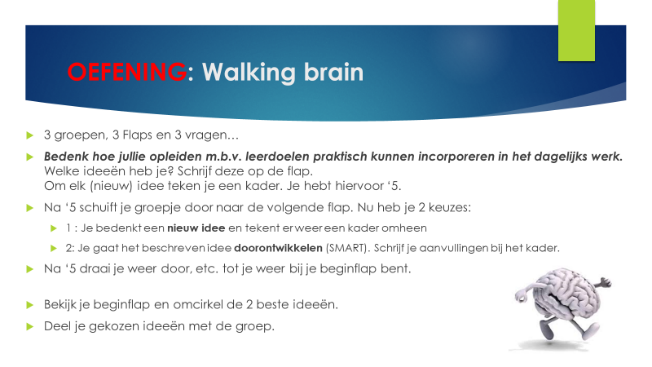 OEFENING: Walking brain
3 groepen, 3 Flaps en 3 vragen…
Bedenk hoe jullie opleiden m.b.v. leerdoelen praktisch kunnen incorporeren in het dagelijks werk.
Welke ideeën heb je? Schrijf deze op de flap.
Om elk (nieuw) idee teken je een kader. Je hebt hiervoor ‘5.
Na ‘5 schuift je groepje door naar de volgende flap. Nu heb je 2 keuzes:
1 : Je bedenkt een nieuw idee en tekent er weer een kader omheen
2: Je gaat het beschreven idee doorontwikkelen (SMART). Schrijf je aanvullingen bij het kader.
Na ‘5 draai je weer door, etc. tot je weer bij je beginflap bent.
Bekijk je beginflap en omcirkel de 2 beste ideeën.
Deel je gekozen ideeën met de groep.